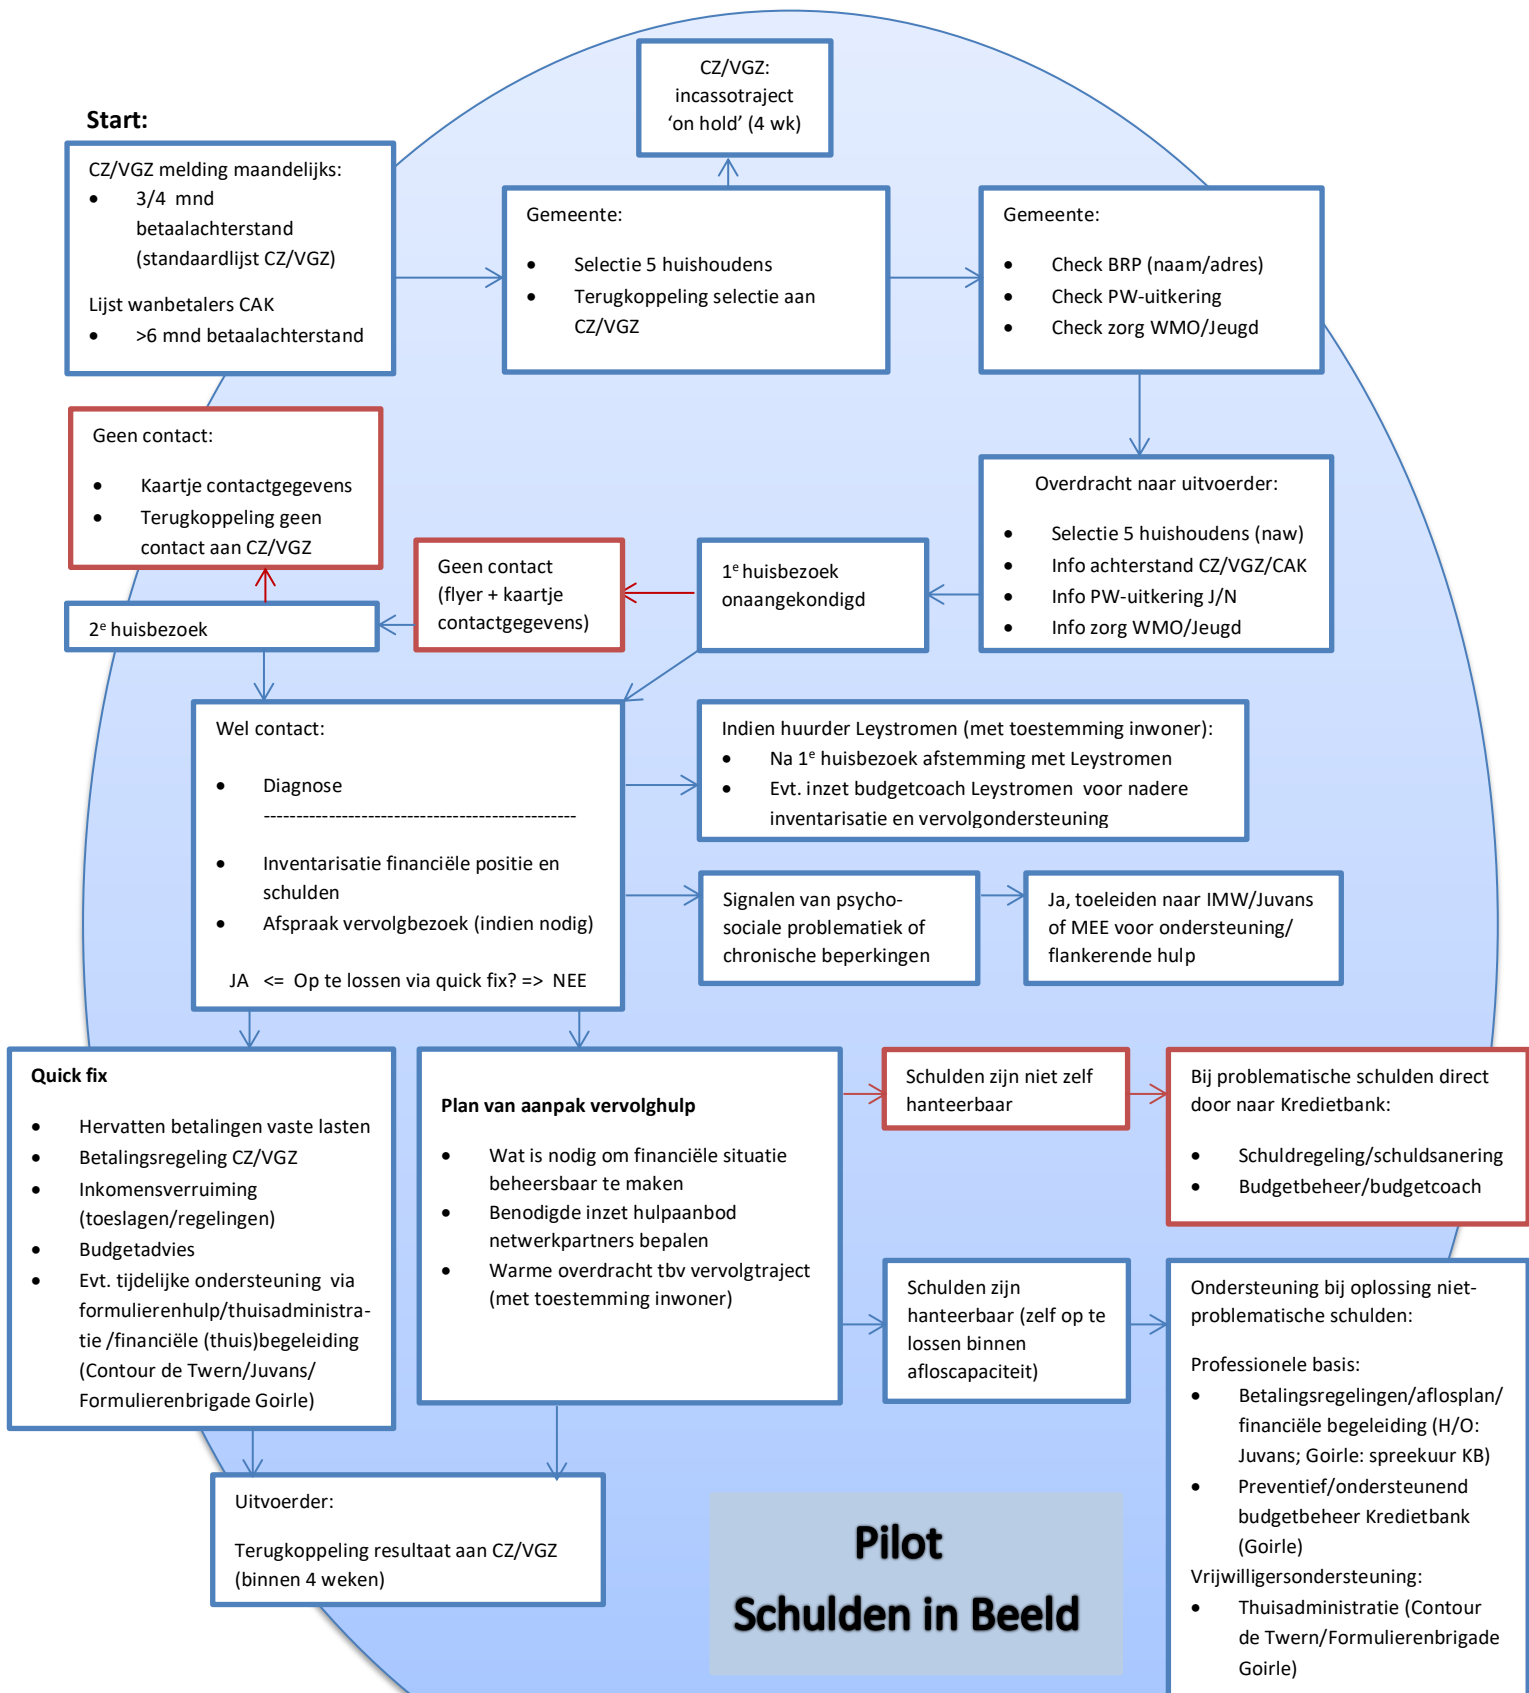 CZ/VGZ:
incassotraject
‘on hold’ (4 wk)
Start:
CZ/VGZ melding maandelijks:
• 3/4 mnd
betaalachterstand
(standaardlijst CZ/VGZ)
Lijst wanbetalers CAK
• >6 mnd betaalachterstand
Gemeente:
• Selectie 5 huishoudens
• Terugkoppeling selectie aan
CZ/VGZ
Gemeente:
• Check BRP (naam/adres)
• Check PW-uitkering
• Check zorg WMO/Jeugd
Geen contact:
• Kaartje contactgegevens
• Terugkoppeling geen
contact aan CZ/VGZ
Overdracht naar uitvoerder:
• Selectie 5 huishoudens (naw)
• Info achterstand CZ/VGZ/CAK
• Info PW-uitkering J/N
• Info zorg WMO/Jeugd
Geen contact
(flyer + kaartje
contactgegevens)
1e huisbezoek
onaangekondigd
2e huisbezoek
Wel contact:
• Diagnose
------------------------------------------------
• Inventarisatie financiële positie en
schulden
• Afspraak vervolgbezoek (indien nodig)
JA <= Op te lossen via quick fix? => NEE
Indien huurder Leystromen (met toestemming inwoner):
• Na 1e huisbezoek afstemming met Leystromen
• Evt. inzet budgetcoach Leystromen voor nadere
inventarisatie en vervolgondersteuning
Signalen van psycho-
sociale problematiek of
chronische beperkingen
Ja, toeleiden naar IMW/Juvans
of MEE voor ondersteuning/
flankerende hulp
Quick fix
• Hervatten betalingen vaste lasten
• Betalingsregeling CZ/VGZ
• Inkomensverruiming
(toeslagen/regelingen)
• Budgetadvies
• Evt. tijdelijke ondersteuning via
formulierenhulp/thuisadministra-
tie /financiële (thuis)begeleiding
(Contour de Twern/Juvans/
Formulierenbrigade Goirle)
Plan van aanpak vervolghulp
• Wat is nodig om financiële situatie
beheersbaar te maken
• Benodigde inzet hulpaanbod
netwerkpartners bepalen
• Warme overdracht tbv vervolgtraject
(met toestemming inwoner)
Schulden zijn niet zelf
hanteerbaar
Bij problematische schulden direct
door naar Kredietbank:
• Schuldregeling/schuldsanering
• Budgetbeheer/budgetcoach
Schulden zijn
hanteerbaar (zelf op te
lossen binnen
afloscapaciteit)
Ondersteuning bij oplossing niet-
problematische schulden:
Professionele basis:
• Betalingsregelingen/aflosplan/
financiële begeleiding (H/O:
Juvans; Goirle: spreekuur KB)
• Preventief/ondersteunend
budgetbeheer Kredietbank
(Goirle)
Vrijwilligersondersteuning:
• Thuisadministratie (Contour
de Twern/Formulierenbrigade
Goirle)
Uitvoerder:
Terugkoppeling resultaat aan CZ/VGZ
(binnen 4 weken)
Pilot
Schulden in Beeld